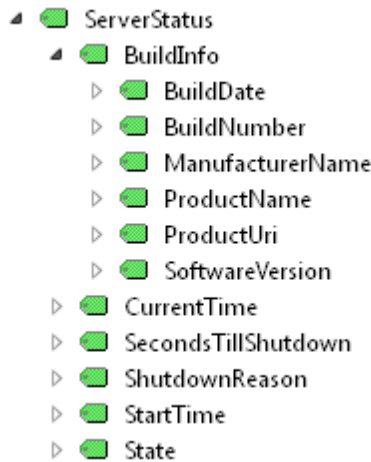 ServerStatus
BuildInfo
BuildDate
BuildNumber
ManufacturerName
ProductName
ProductUri
SoftwareVersion
CurrentTime
SecondsTillShutdown
ShutdownReason
StartTime
State